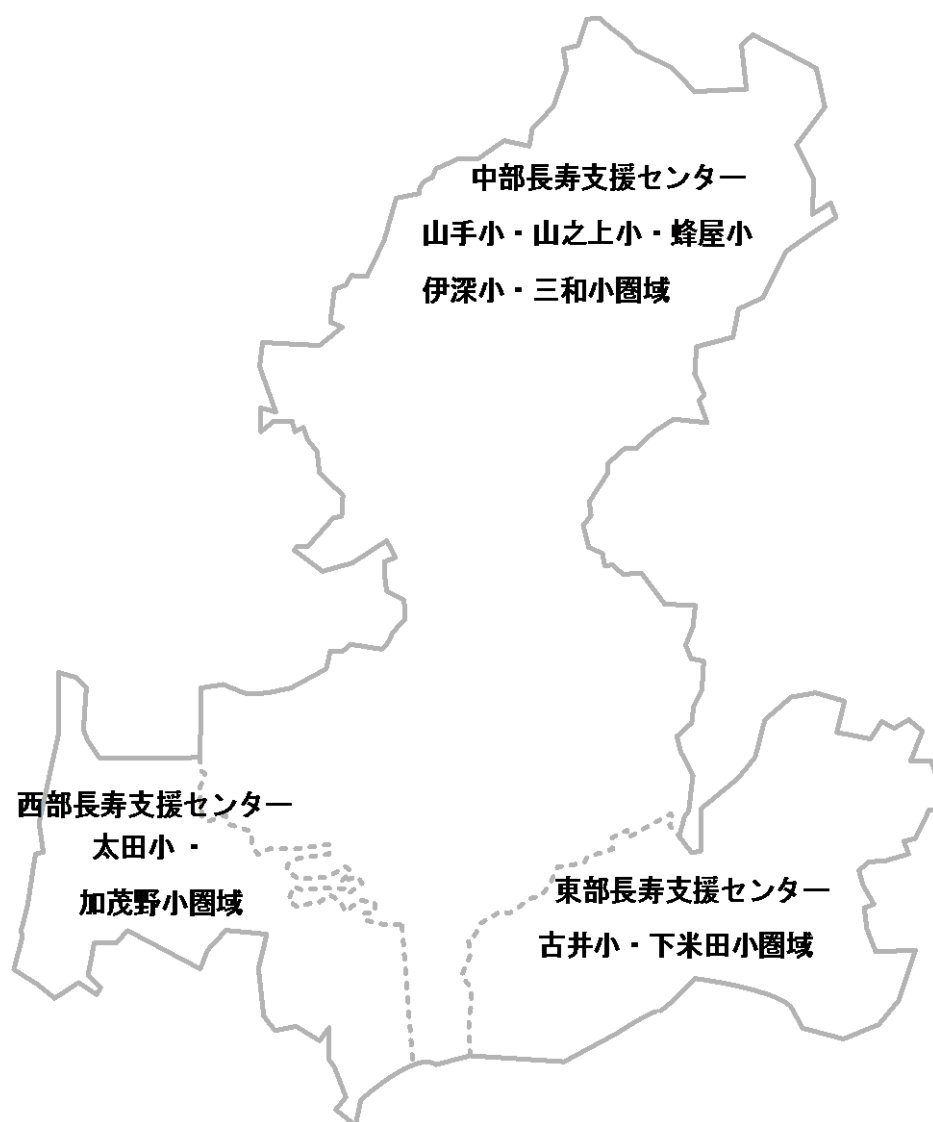 中部長寿支援センター
山手小・山之上小・蜂屋小
伊深小・三和小圏域
西部長寿支援センター
太田小・
加茂野小圏域
東部長寿支援センター
古井小・下米田小圏域